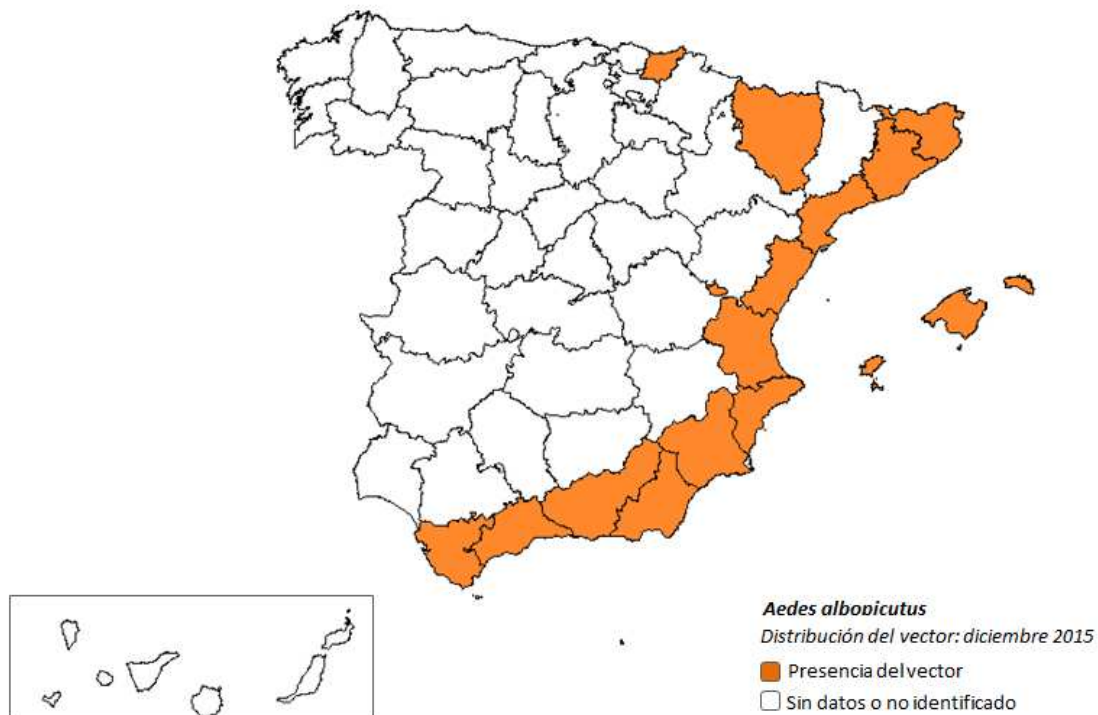 Aedes albopicutus
Distribución del vector: diciembre 2015
Presencia del vector
Sin datos o no identificado